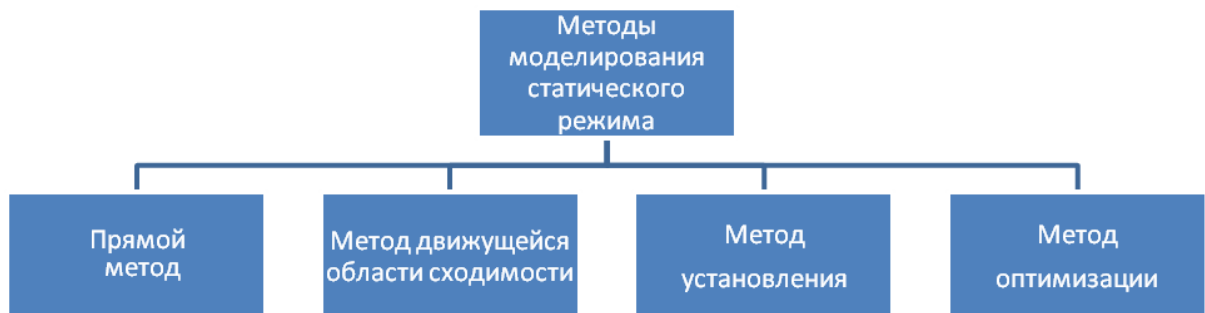 Методы
моделирования
статического
режима
Прямой
метод
Метод движущейся
области сходимости
Метод
установления
Метод
оптимизации